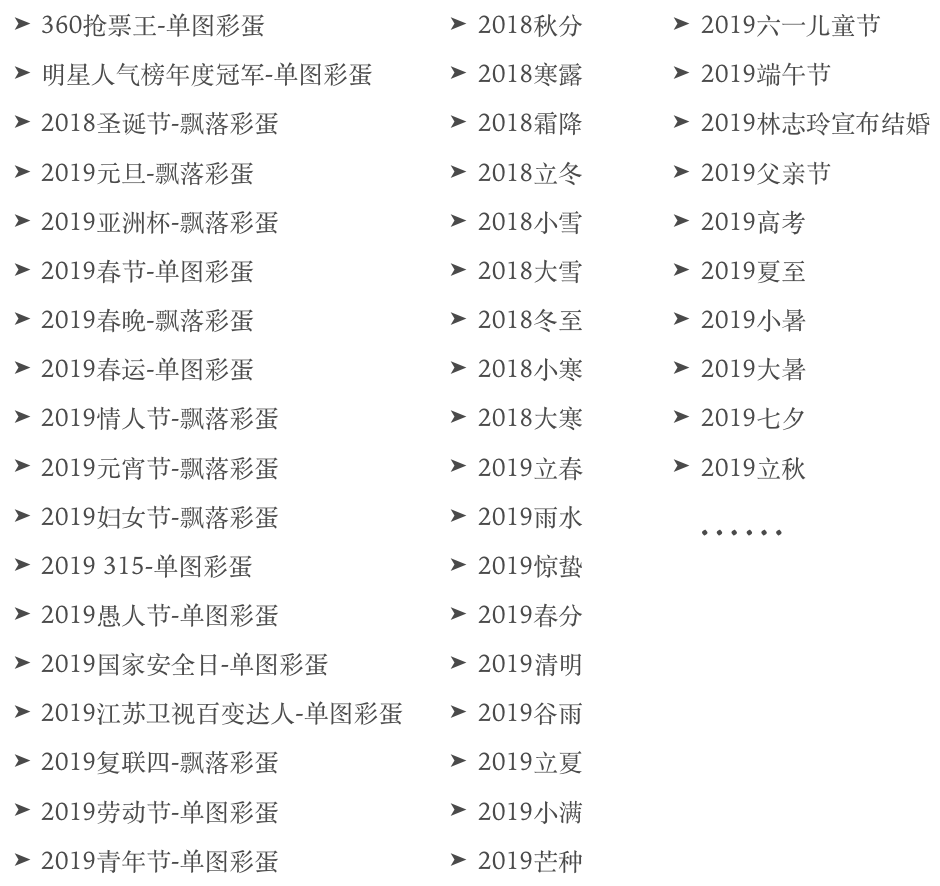 ➤ 360抢票王-单图彩蛋
➤ 明星人气榜年度冠军-单图彩蛋
➤ 2018圣诞节-飘落彩蛋
➤ 2019元旦-飘落彩蛋
➤ 2019亚洲杯-飘落彩蛋
➤ 2019春节-单图彩蛋
➤ 2019春晚-飘落彩蛋
➤ 2019春运-单图彩蛋
➤ 2019情人节-飘落彩蛋
➤ 2019元宵节-飘落彩蛋
➤ 2019妇女节-飘落彩蛋
➤ 2019 315-单图彩蛋
➤ 2019愚人节-单图彩蛋
➤ 2019国家安全日-单图彩蛋
➤ 2019江苏卫视百变达人-单图彩蛋
➤ 2019复联四-飘落彩蛋
➤ 2019劳动节-单图彩蛋
➤ 2019青年节-单图彩蛋
➤ 2018秋分
➤ 2018寒露
➤ 2018霜降
➤ 2018立冬
➤ 2018小雪
➤ 2018大雪
➤ 2018冬至
➤ 2018小寒
➤ 2018大寒
➤ 2019立春
➤ 2019雨水
➤ 2019惊蛰
➤ 2019春分
➤ 2019清明
➤ 2019谷雨
➤ 2019立夏
➤ 2019小满
➤ 2019芒种
➤ 2019六一儿童节
➤ 2019端午节
➤ 2019林志玲宣布结婚
➤ 2019父亲节
➤ 2019高考
➤ 2019夏至
➤ 2019小暑
➤ 2019大暑
➤ 2019七夕
➤ 2019立秋
······